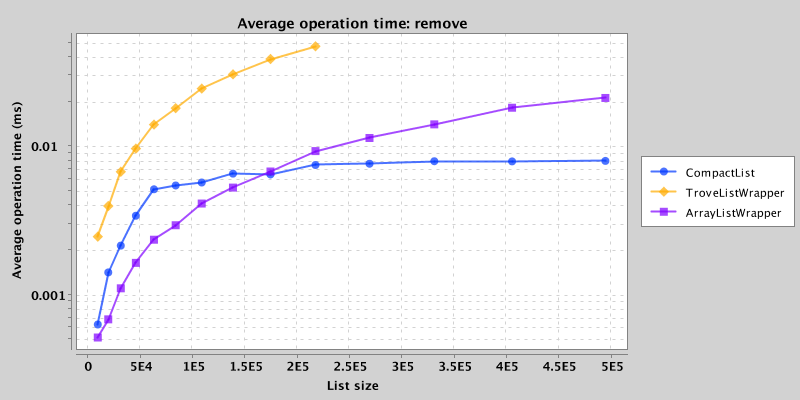 Average operation time: remove
Average operation time (ms)
0.01
0.001
0 5E4 1E5 1.5E5 2E5 2.5E5 3E5 3.5E5 4E5 4.5E5 5E5
List size
CompactList
TroveListWrapper
ArrayListWrapper